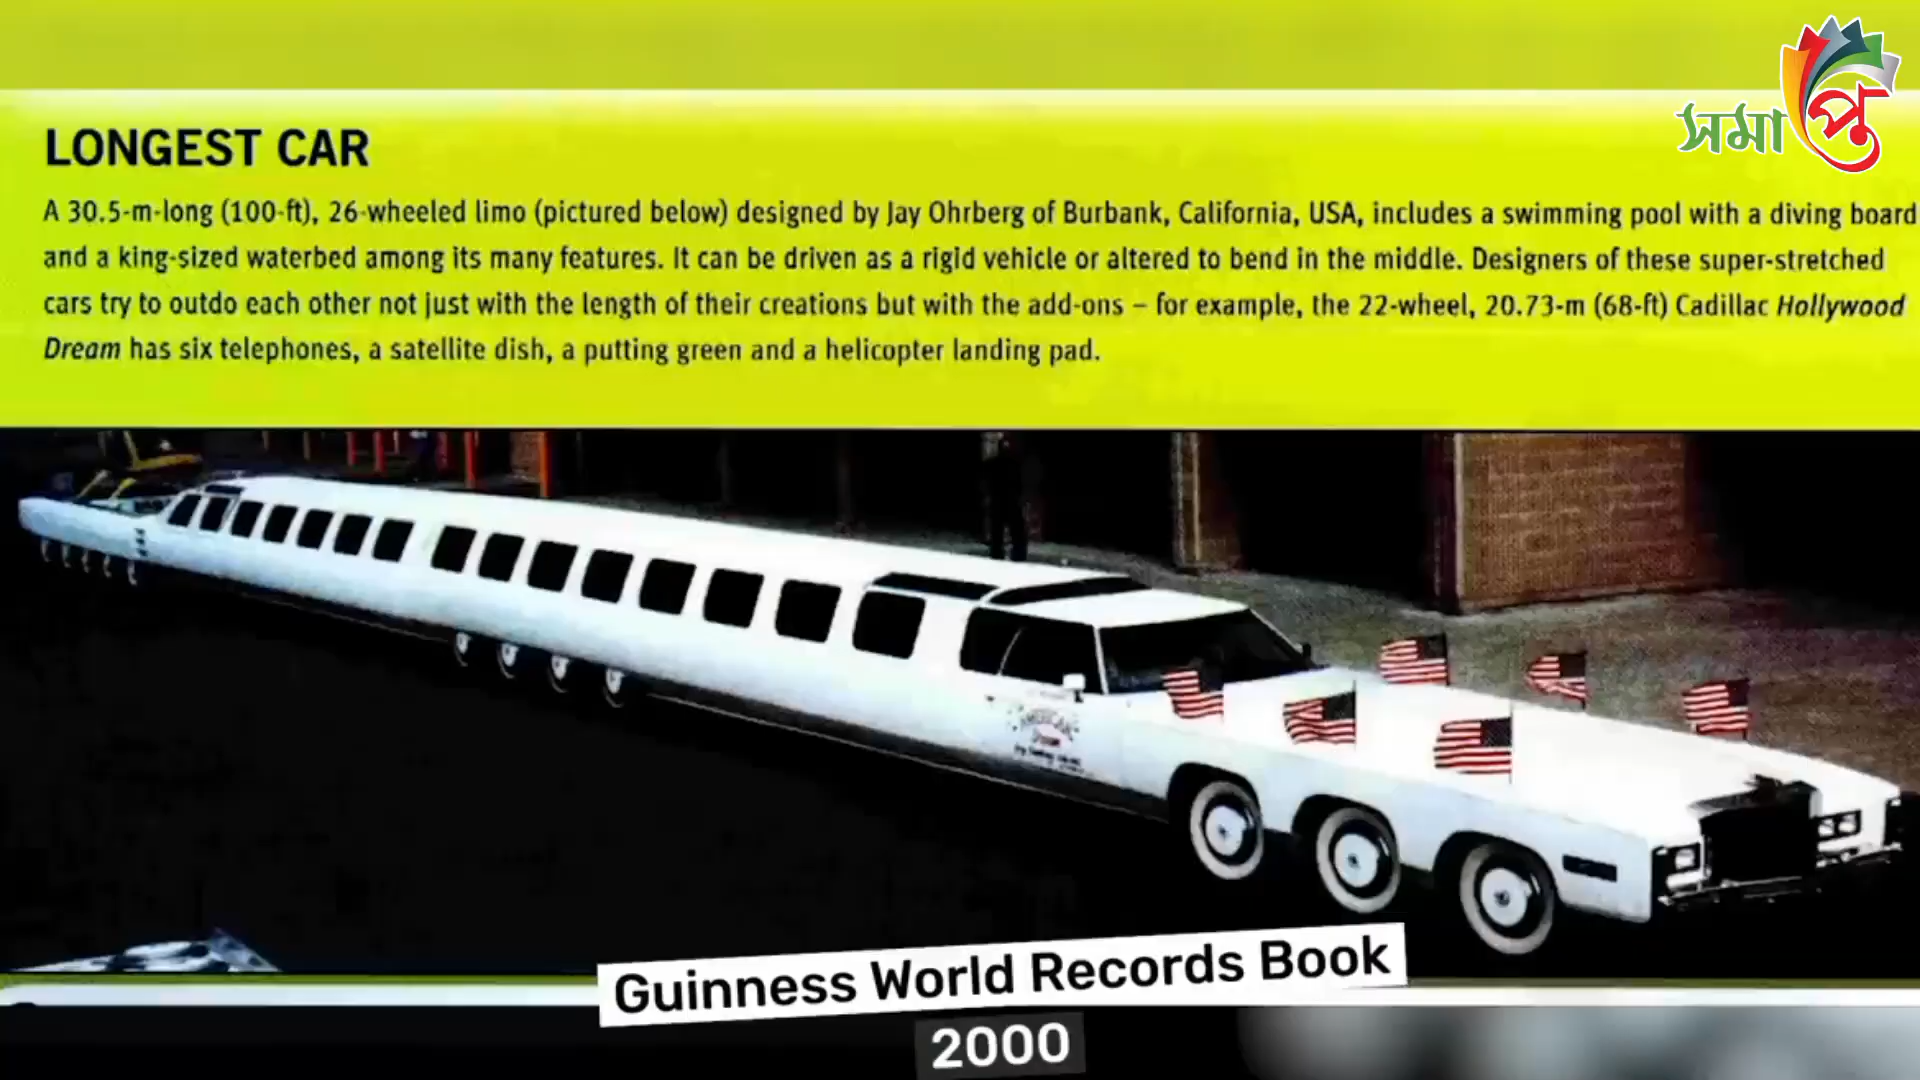 সমাপ্ত
LONGEST CAR
A 30.5-m-long (100-ft), 26-wheeled limo (pictured below) designed by Jay Ohrberg of Burbank, California, USA, includes a swimming pool with a diving board
and a king-sized waterbed among its many features. It can be driven as a rigid vehicle or altered to bend in the middle. Designers of these super-stretched
cars try to outdo each other not just with the length of their creations but with the add-ons – for example, the 22-wheel, 20.73-m (68-ft) Cadillac Hollywood
Dream has six telephones, a satellite dish, a putting green and a helicopter landing pad.
AMERICAN
Dream
Guinness World Records Book
2000